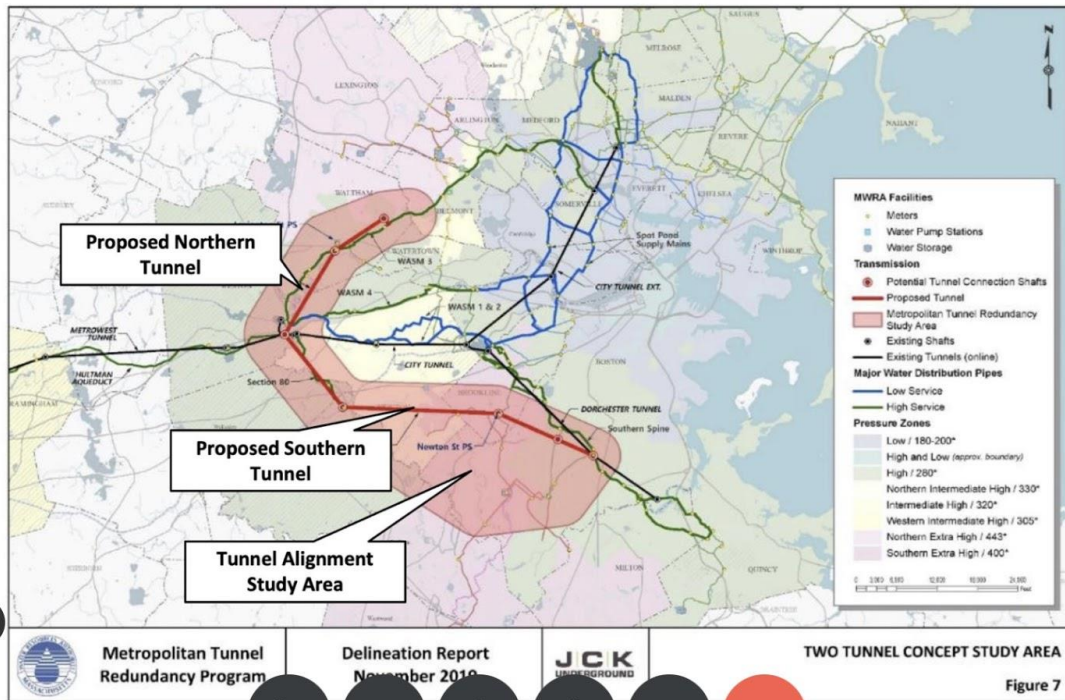 SAUGUS
MELROSE
LEXINGTON
MALDEN
ARLINGTON
MEDFORD
REVERE
NAHANT
EVERETT
CHELSEA
WALTHAM
SOMERVILLE
BELMONT
PS
Proposed Northern
Tunnel
WATERTOWN
WASM 3
Spot Pond
Supply Mains
WINTHROP
WASM 4
CITY TUNNEL EXT.
WASM 1 & 2
METROWEST
TUNNEL
CITY TUNNEL
HULTMAN
AQUEDUCT
BOSTON
Section 80
BROOKLINE
DORCHESTER TUNNEL
Southern Spine
Newton St PS
Proposed Southern
Tunnel
Tunnel Alignment
Study Area
MILTON
QUINCY
N
MWRA Facilities
Meters
Water Pump Stations
Water Storage
Transmission
Potential Tunnel Connection Shafts
Proposed Tunnel
Metropolitan Tunnel Redundancy
Study Area
Existing Shafts
Existing Tunnels (online)
Major Water Distribution Pipes
Low Service
High Service
Pressure Zones
Low / 180-200*
High and Low (approx. boundary)
High / 280*
Northern Intermediate High / 330*
Intermediate High / 320*
Western Intermediate High / 305*
Northern Extra High / 443*
Southern Extra High / 400*
Feet
Metropolitan Tunnel
Redundancy Program
Delineation Report
November 2019
JCK
UNDERGROUND
TWO TUNNEL CONCEPT STUDY AREA
Figure 7